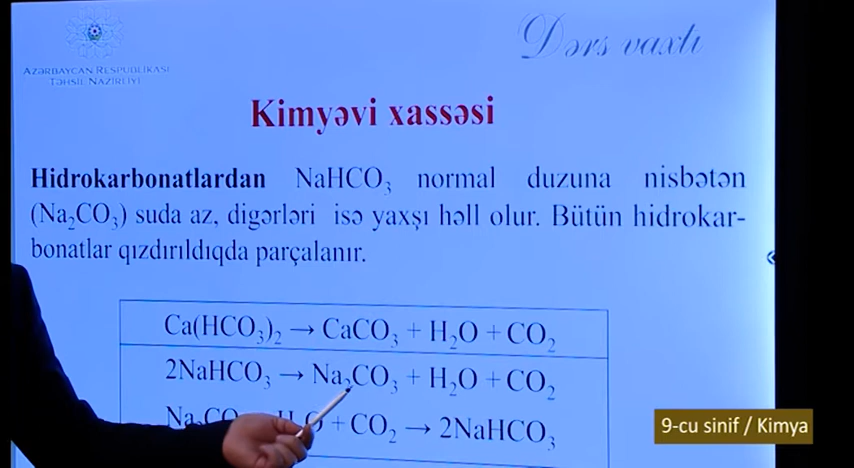 Dərs vaxtı
AZƏRBAYCAN RESPUBLİKASI
TƏHSİL NAZİRLİYİ
Kimyəvi xassəsi
Hidrokarbonatlardan NaHCO₃ normal duzuna nisbətən
(Na₂CO₃) suda az, digərləri isə yaxşı həll olur. Bütün hidrokar-
bonatlar qızdırıldıqda parçalanır.
Ca(HCO₃)₂ → CaCO₃ + H₂O + CO₂
2NaHCO₃ → Na₂CO₃ + H₂O + CO₂
+ CO₂ → 2NaHCO₃
9-cu sinif / Kimya